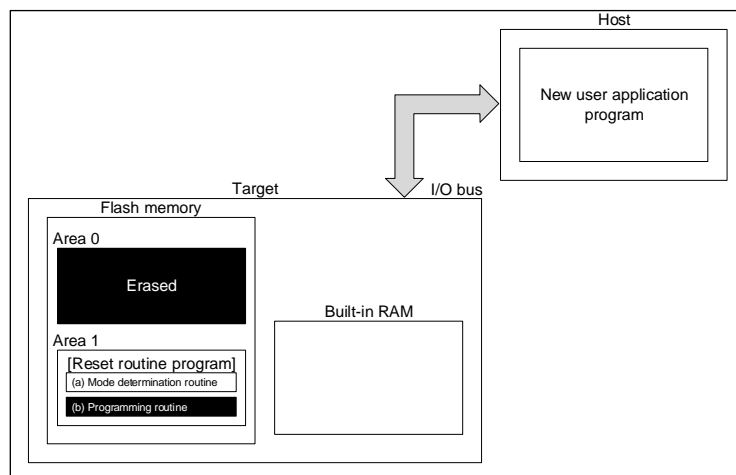 Host
New user application
program
Target
I/O bus
Flash memory
Area 0
Erased
Built-in RAM
Area 1
[Reset routine program]
(a) Mode determination routine
(b) Programming routine